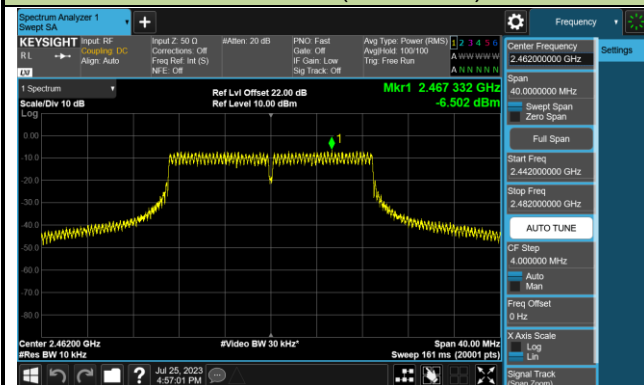 Spectrum Analyzer 1
Swept SA
Frequency
KEYSIGHT
RL
Input: RF
Coupling: DC
Align: Auto
Input Z: 50 Ω
Corrections: Off
Freq Ref: Int (S)
NFE: Off
#Atten: 20 dB
PNO: Fast
Gate: Off
IF Gain: Low
Sig Track: Off
Avg Type: Power (RMS)
Avg|Hold: 100/100
Trig: Free Run
1 2 3 4 5 6
A W W W W W
A N N N N N
LXI
1 Spectrum
Scale/Div 10 dB
Log
Ref Lvl Offset 22.00 dB
Ref Level 10.00 dBm
Mkr1 2.467 332 GHz
-6.502 dBm
1
0.00
-10.0
-20.0
-30.0
-40.0
-50.0
-60.0
-70.0
-80.0
Center 2.46200 GHz
#Res BW 10 kHz
#Video BW 30 kHz*
Span 40.00 MHz
Sweep 161 ms (20001 pts)
Jul 25, 2023
4:57:01 PM
Center Frequency
2.462000000 GHz
Settings
Span
40.0000000 MHz
Swept Span
Zero Span
Full Span
Start Freq
2.442000000 GHz
Stop Freq
2.482000000 GHz
AUTO TUNE
CF Step
4.000000 MHz
Auto
Man
Freq Offset
0 Hz
X Axis Scale
Log
Lin
Signal Track
(Span Zoom)